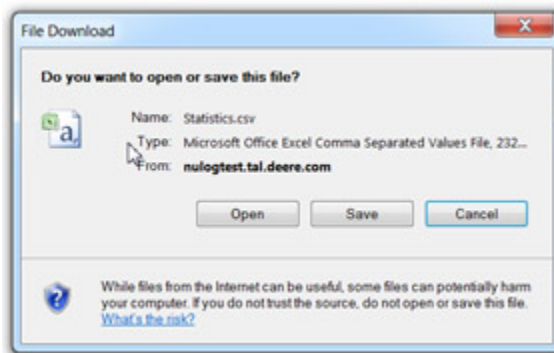 File Download
Do you want to open or save this file?
Name: Statistics.csv
Type: Microsoft Office Excel Comma Separated Values File, 232...
From: nulogtest.tal.deere.com
Open Save Cancel
While files from the Internet can be useful, some files can potentially harm
your computer. If you do not trust the source, do not open or save this file.
What's the risk?